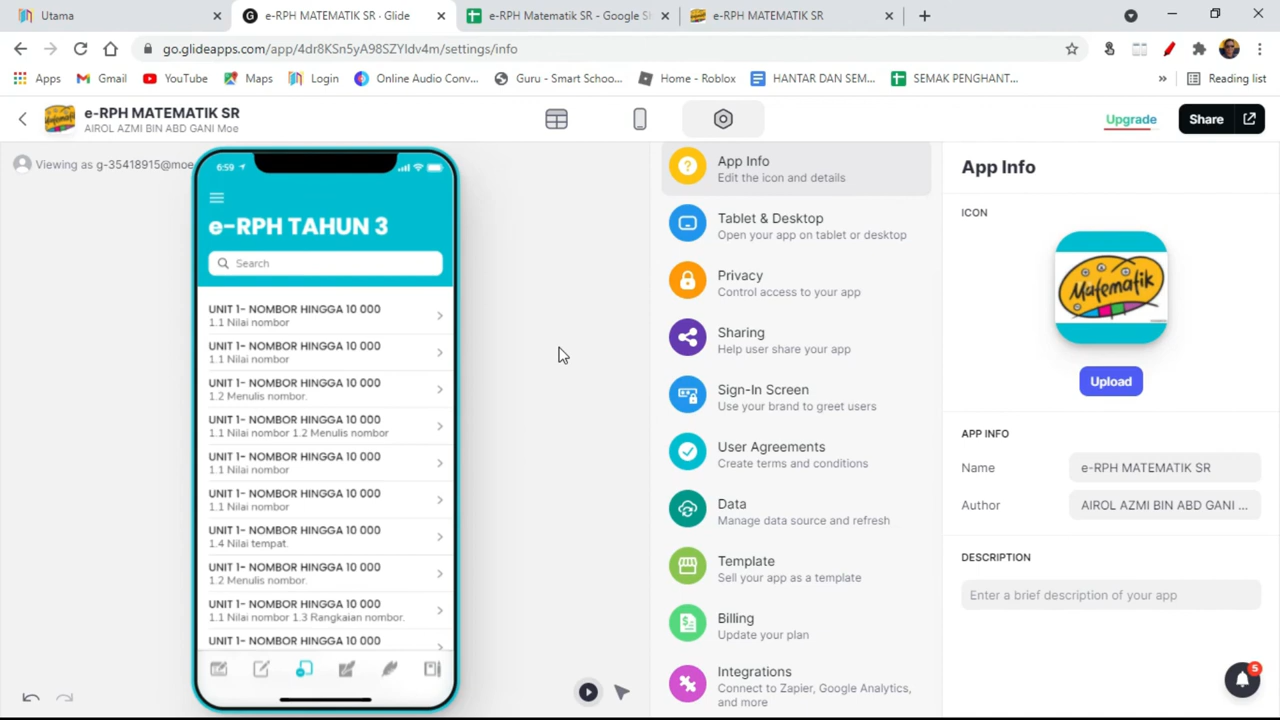 Utama
e-RPH MATEMATIK SR · Glide
e-RPH Matematik SR - Google S
e-RPH MATEMATIK SR
go.glideapps.com/app/4dr8KSn5yA98SZYIdv4m/settings/info
Apps
Gmail
YouTube
Maps
Login
Online Audio Conv...
Guru - Smart Schoo...
Home - Roblox
HANTAR DAN SEM...
SEMAK PENGHANT...
»
Reading list
e-RPH MATEMATIK SR
AIROL AZMI BIN ABD GANI Moe
Upgrade
Share
Viewing as g-35418915@moe
6:59
e-RPH TAHUN 3
Search
UNIT 1- NOMBOR HINGGA 10 000
1.1 Nilai nombor
UNIT 1- NOMBOR HINGGA 10 000
1.1 Nilai nombor
UNIT 1- NOMBOR HINGGA 10 000
1.2 Menulis nombor.
UNIT 1- NOMBOR HINGGA 10 000
1.1 Nilai nombor 1.2 Menulis nombor
UNIT 1- NOMBOR HINGGA 10 000
1.1 Nilai nombor
UNIT 1- NOMBOR HINGGA 10 000
1.1 Nilai nombor
UNIT 1- NOMBOR HINGGA 10 000
1.4 Nilai tempat.
UNIT 1- NOMBOR HINGGA 10 000
1.2 Menulis nombor.
UNIT 1- NOMBOR HINGGA 10 000
1.1 Nilai nombor 1.3 Rangkaian nombor.
UNIT 1- NOMBOR HINGGA 10 000
App Info
Edit the icon and details
Tablet & Desktop
Open your app on tablet or desktop
Privacy
Control access to your app
Sharing
Help user share your app
Sign-In Screen
Use your brand to greet users
User Agreements
Create terms and conditions
Data
Manage data source and refresh
Template
Sell your app as a template
Billing
Update your plan
Integrations
Connect to Zapier, Google Analytics,
and more
App Info
ICON
Matematik
Upload
APP INFO
Name
e-RPH MATEMATIK SR
Author
AIROL AZMI BIN ABD GANI ...
DESCRIPTION
Enter a brief description of your app
5